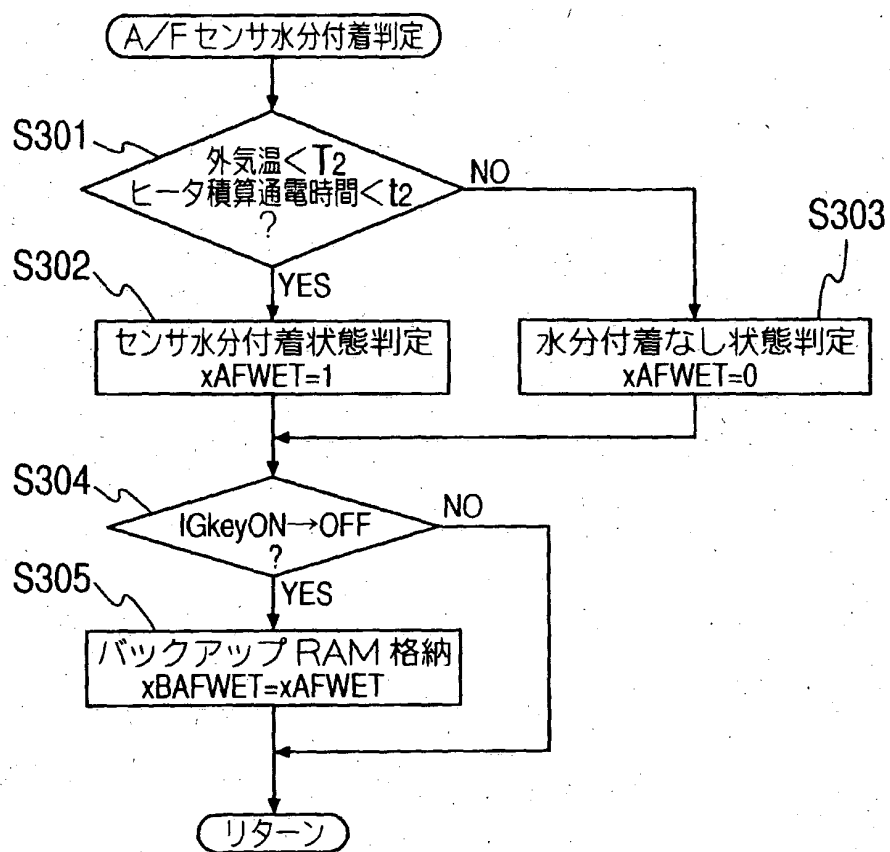 A/Fセンサ水分付着判定
S301
外気温<T2
ヒータ積算通電時間<t2
?
NO
S303
S302
YES
センサ水分付着状態判定
xAFWET=1
水分付着なし状態判定
xAFWET=0
S304
IGkeyON→OFF
?
NO
S305
YES
バックアップRAM格納
xBAFWET=xAFWET
リターン